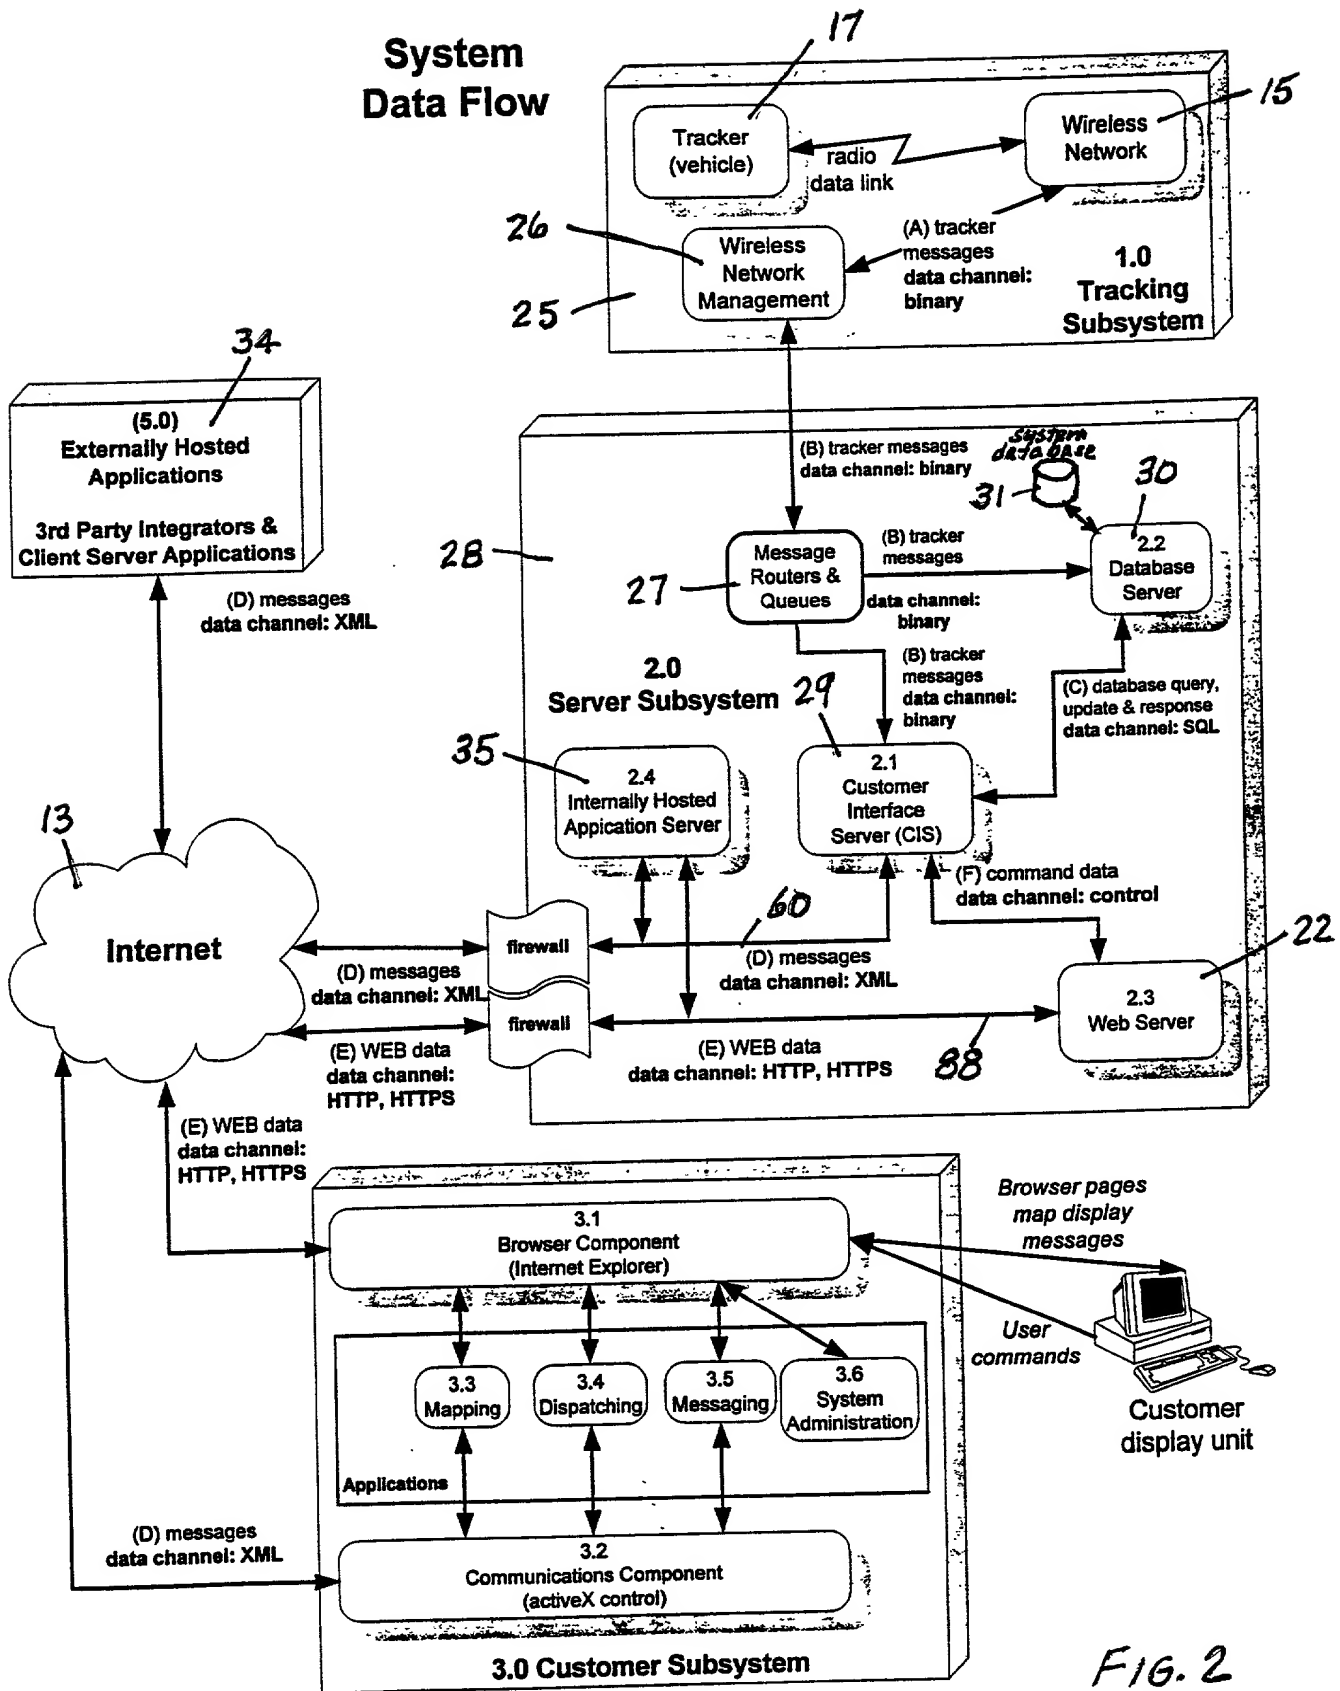 System
Data Flow
17
15
Tracker
(vehicle)
radio
data link
Wireless
Network
26
Wireless
Network
Management
(A) tracker
messages
data channel:
binary
25
1.0
Tracking
Subsystem
34
(5.0)
Externally Hosted
Applications
3rd Party Integrators &
Client Server Applications
(D) messages
data channel: XML
28
(B) tracker messages
data channel: binary
system
database
31
30
Message
Routers &
Queues
27
(B) tracker
messages
data channel:
binary
2.2
Database
Server
2.0
Server Subsystem
(B) tracker
messages
data channel:
binary
29
(C) database query,
update & response
data channel: SQL
35
2.4
Internally Hosted
Appication Server
2.1
Customer
Interface
Server (CIS)
(F) command data
data channel: control
13
Internet
firewall
60
(D) messages
data channel: XML
(D) messages
data channel: XML
22
2.3
Web Server
firewall
(E) WEB data
data channel:
HTTP, HTTPS
(E) WEB data
data channel: HTTP, HTTPS
88
(E) WEB data
data channel:
HTTP, HTTPS
3.1
Browser Component
(Internet Explorer)
Browser pages
map display
messages
User
commands
3.3
Mapping
3.4
Dispatching
3.5
Messaging
3.6
System
Administration
Customer
display unit
Applications
(D) messages
data channel: XML
3.2
Communications Component
(activeX control)
3.0 Customer Subsystem
FIG. 2